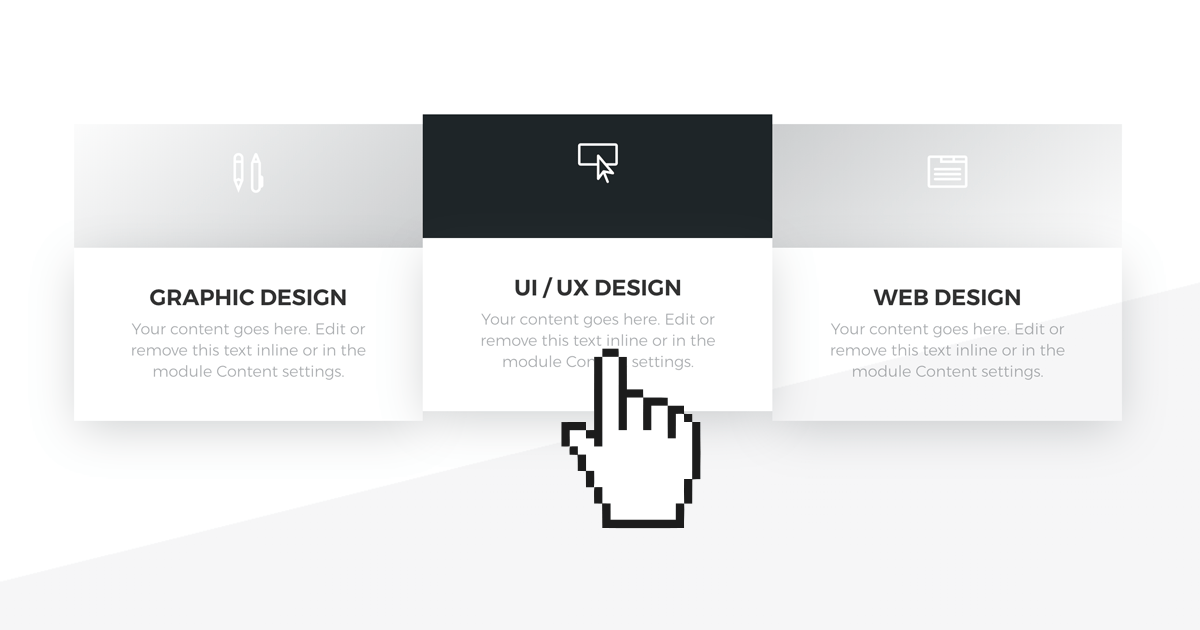 GRAPHIC DESIGN
Your content goes here. Edit or
remove this text inline or in the
module Content settings.
UI / UX DESIGN
Your content goes here. Edit or
remove this text inline or in the
module settings.
WEB DESIGN
Your content goes here. Edit or
remove this text inline or in the
module Content settings.